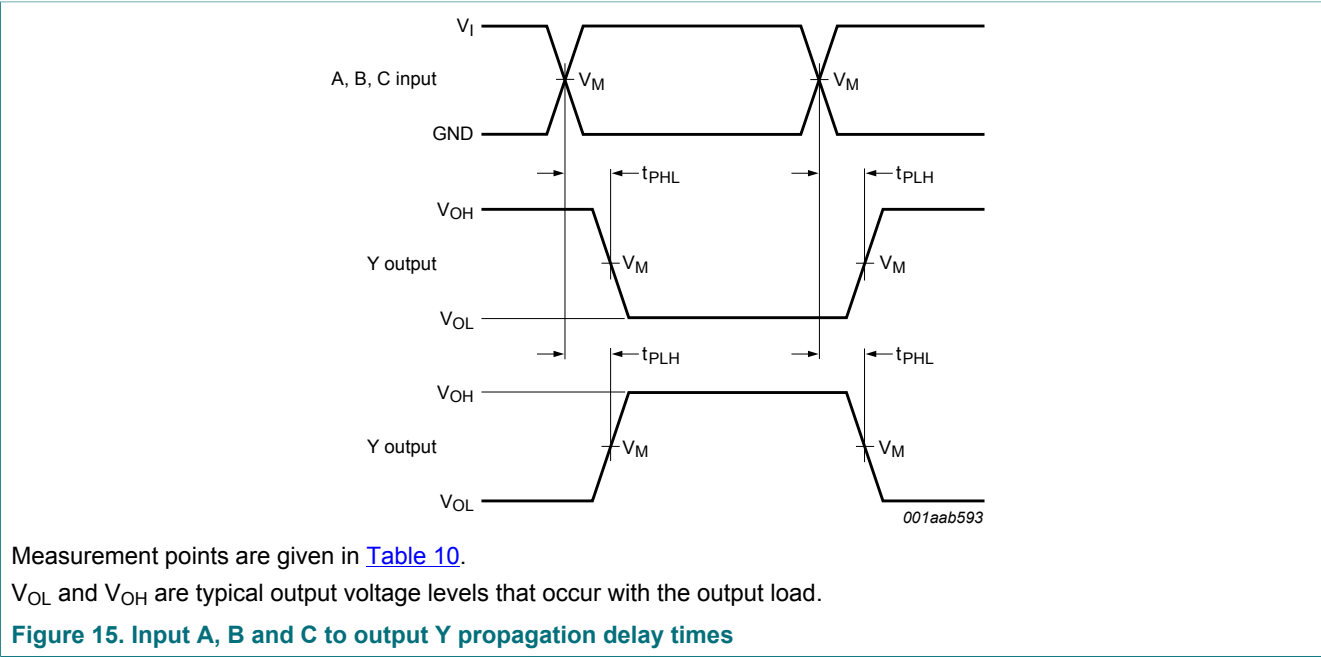 VI
A, B, C input
VM
VM
GND
tPHL
tPLH
VOH
Y output
VM
VM
VOL
tPLH
tPHL
VOH
Y output
VM
VM
VOL
001aab593
Measurement points are given in Table 10.
VOL and VOH are typical output voltage levels that occur with the output load.
Figure 15. Input A, B and C to output Y propagation delay times